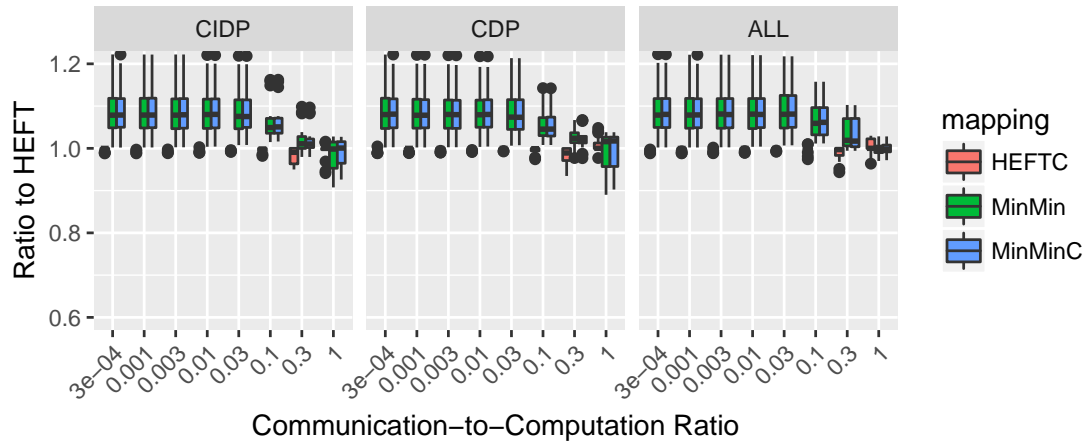 CIDP CDP ALL
Ratio to HEFT
1.2
1.0
0.8
0.6
3e−04 0.001 0.003 0.01 0.03 0.1 0.3 1
3e−04 0.001 0.003 0.01 0.03 0.1 0.3 1
3e−04 0.001 0.003 0.01 0.03 0.1 0.3 1
Communication−to−Computation Ratio
mapping
HEFTC
MinMin
MinMinC